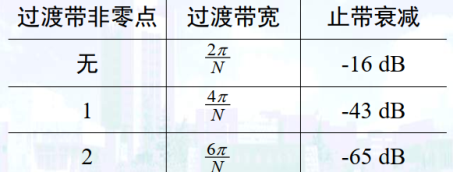 过渡带非零点 过渡带宽 止带衰减
无 2π/N -16 dB
1 4π/N -43 dB
2 6π/N -65 dB